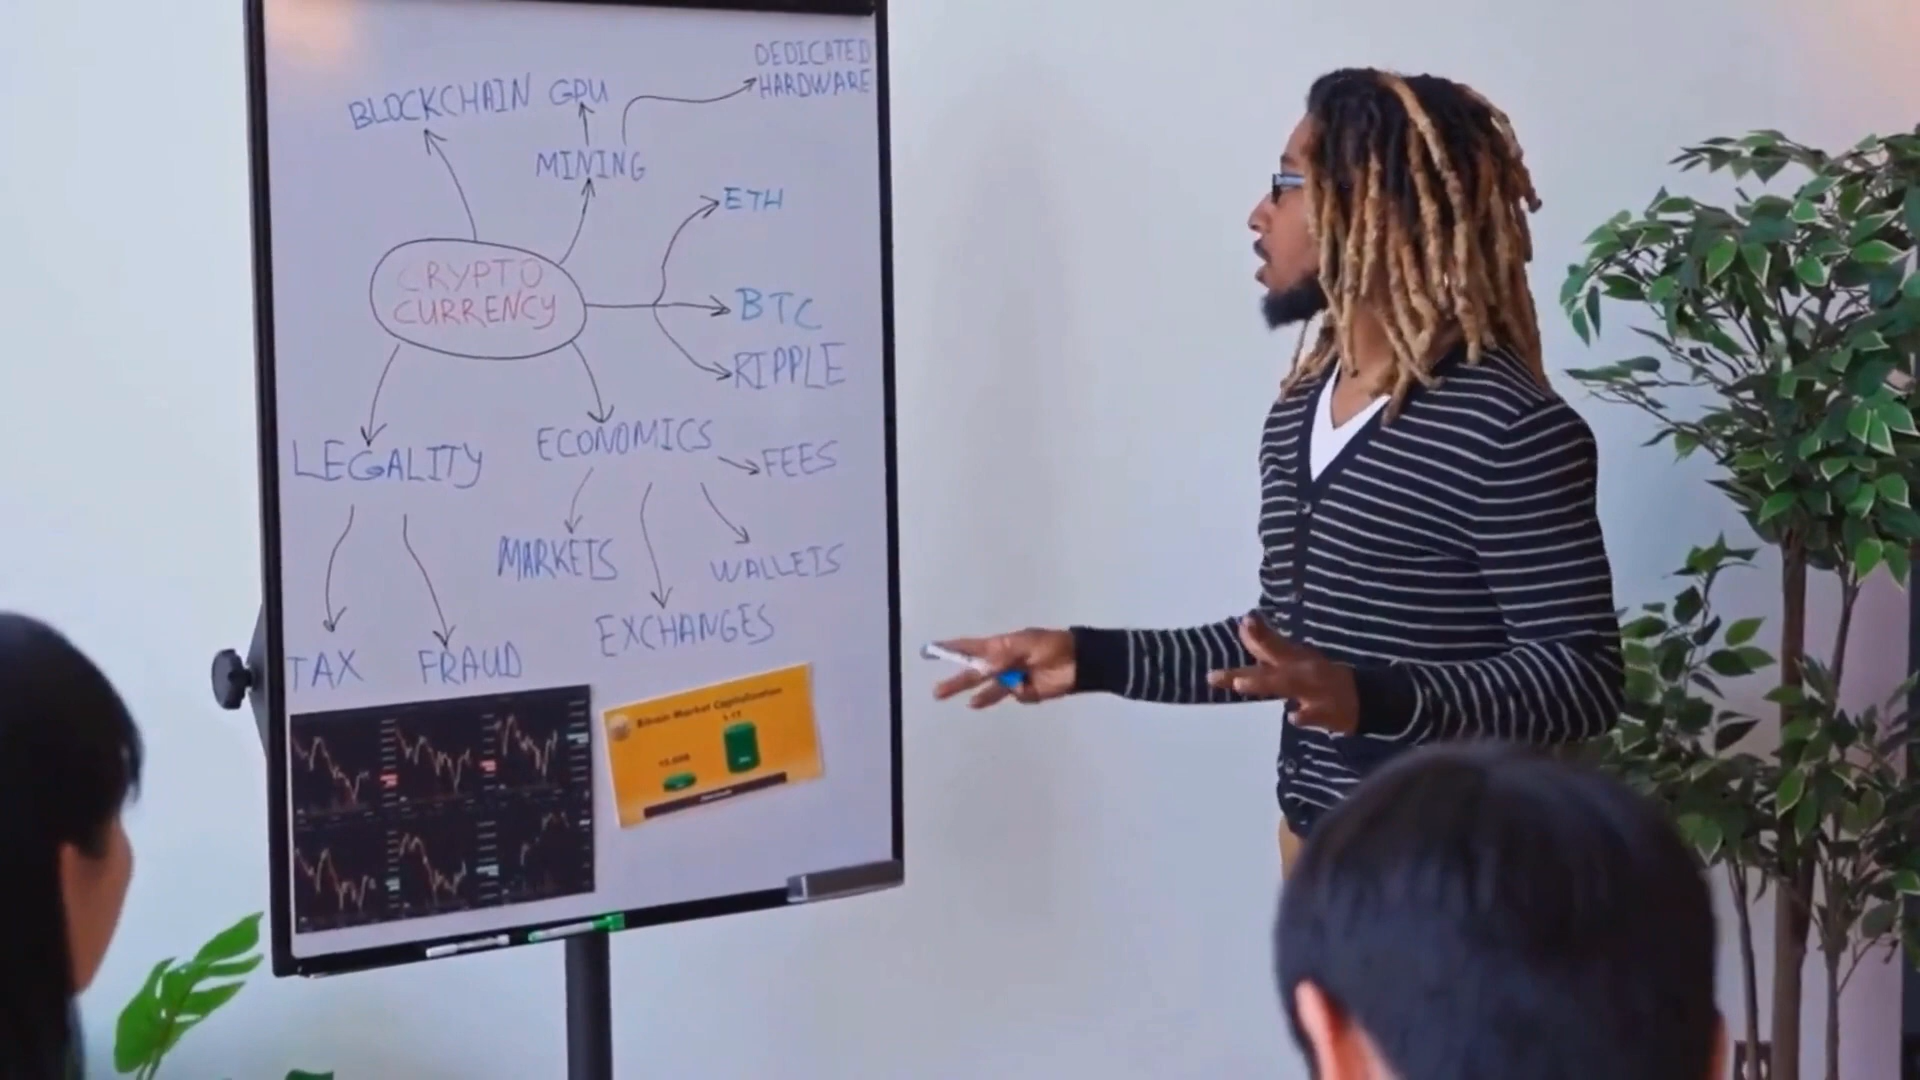 DEDICATED
HARDWARE
BLOCKCHAIN
GPU
MINING
ETH
CRYPTO
CURRENCY
BTC
RIPPLE
LEGALITY
ECONOMICS
FEES
MARKETS
WALLETS
EXCHANGES
TAX
FRAUD
Bitcoin Market Capitalization